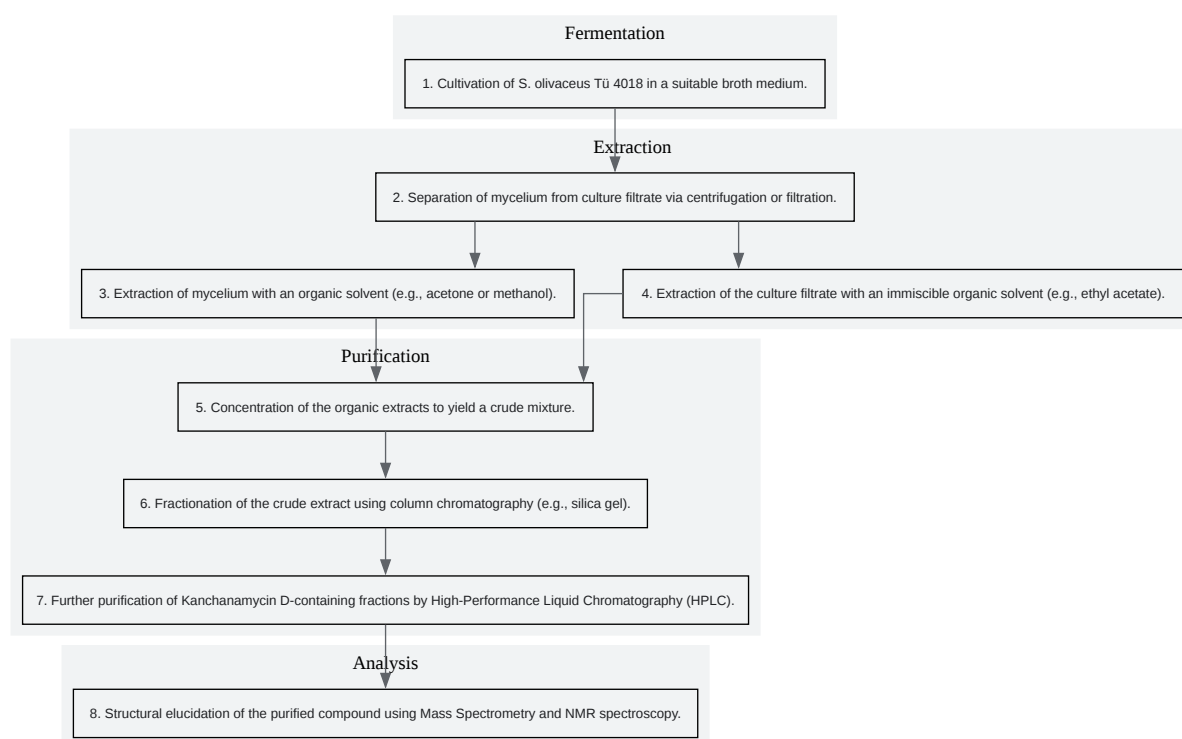 Fermentation
1. Cultivation of S. olivaceus Tü 4018 in a suitable broth medium.
Extraction
2. Separation of mycelium from culture filtrate via centrifugation or filtration.
3. Extraction of mycelium with an organic solvent (e.g., acetone or methanol).
4. Extraction of the culture filtrate with an immiscible organic solvent (e.g., ethyl acetate).
Purification
5. Concentration of the organic extracts to yield a crude mixture.
6. Fractionation of the crude extract using column chromatography (e.g., silica gel).
7. Further purification of Kanchanamycin D-containing fractions by High-Performance Liquid Chromatography (HPLC).
Analysis
8. Structural elucidation of the purified compound using Mass Spectrometry and NMR spectroscopy.